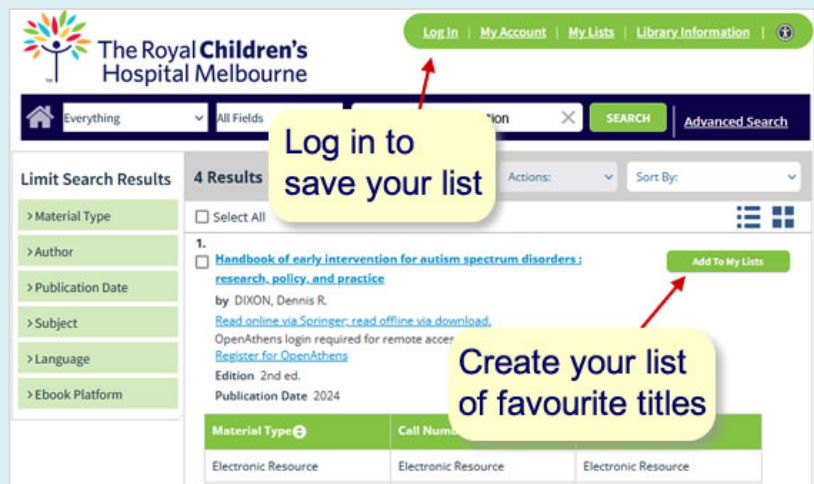 The Royal Children's
Hospital Melbourne
Log In | My Account | My Lists | Library Information |
Everything
All Fields
SEARCH
Advanced Search
Log in to
save your list
Limit Search Results
4 Results
Actions:
Sort By:
> Material Type
> Author
> Publication Date
> Subject
> Language
> Ebook Platform
Select All
1.
Handbook of early intervention for autism spectrum disorders :
research, policy, and practice
Add To My Lists
by DIXON, Dennis R.
Read online via Springer; read offline via download.
OpenAthens login required for remote
Register for OpenAthens
Edition 2nd ed.
Publication Date 2024
Create your list
of favourite titles
Material Type
Call
Electronic Resource
Electronic Resource
Electronic Resource